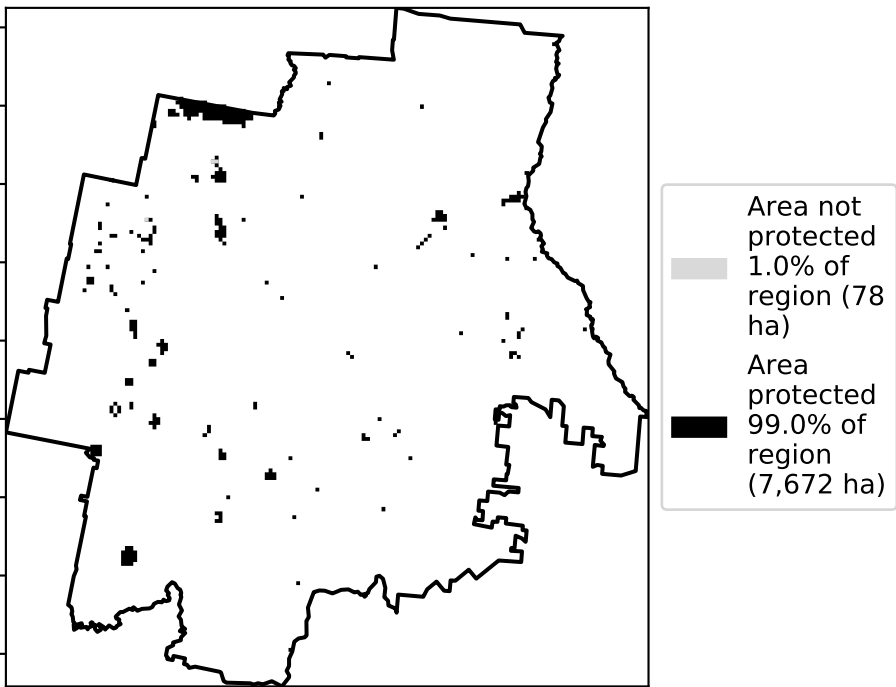 Area not
protected
1.0% of
region (78
ha)
Area
protected
99.0% of
region
(7,672 ha)